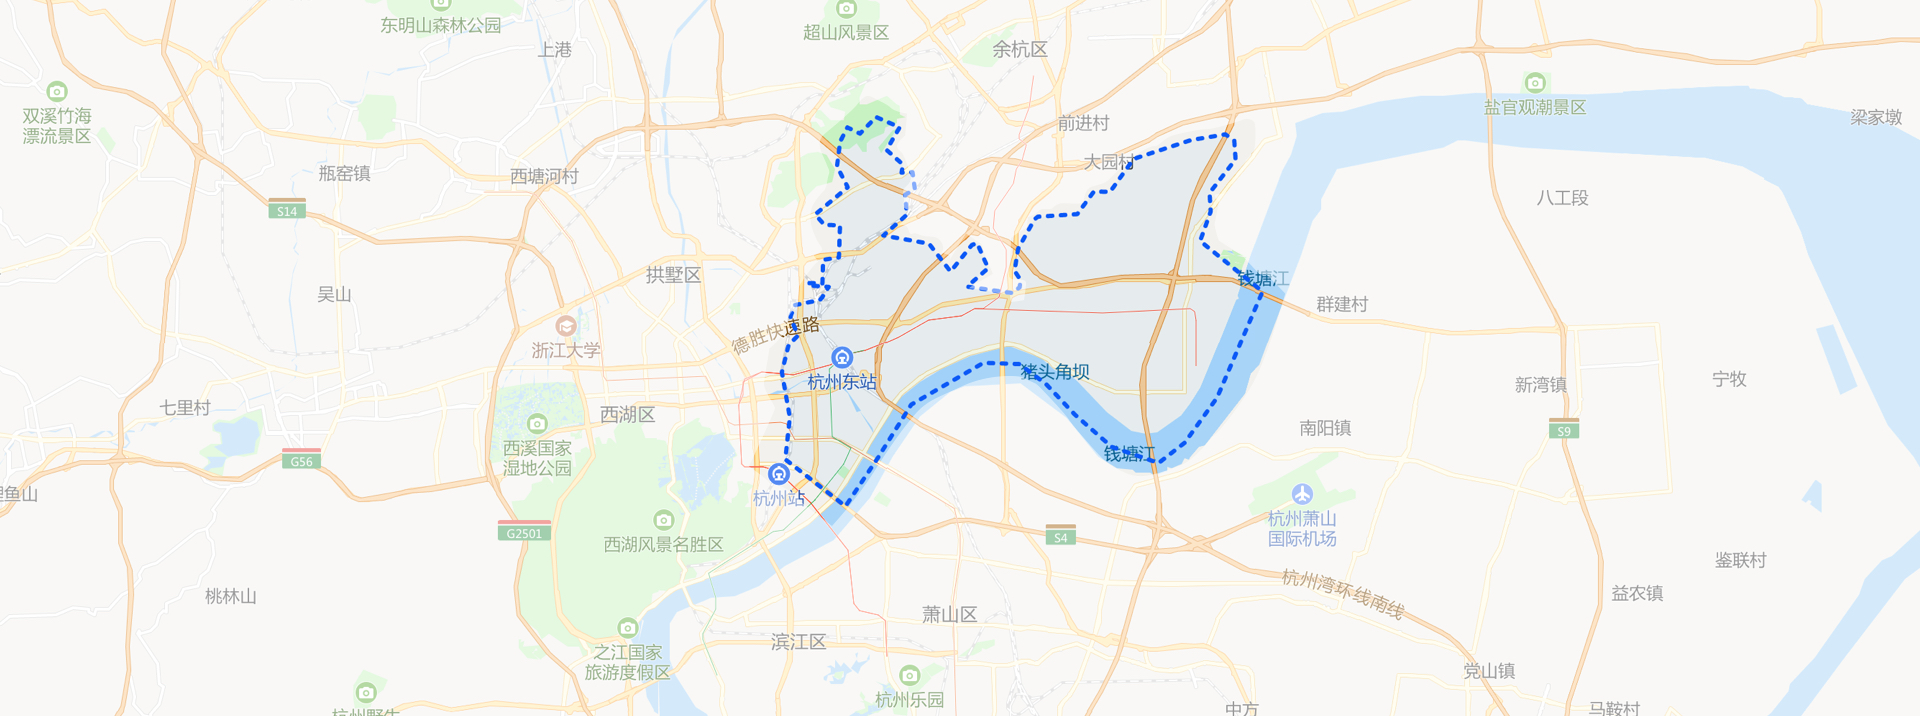 东明山森林公园
超山风景区
上港
余杭区
双溪竹海
漂流景区
盐官观潮景区
梁家墩
前进村
大园村
瓶窑镇
西塘河村
S14
八工段
拱墅区
钱塘江
吴山
群建村
德胜快速路
浙江大学
杭州东站
猪头角坝
新湾镇
宁牧
七里村
西湖区
南阳镇
S9
西溪国家
湿地公园
G56
钱塘江
杭州站
杭州萧山
国际机场
G2501
西湖风景名胜区
S4
鉴联村
杭州湾环线南线
益农镇
桃林山
萧山区
滨江区
之江国家
旅游度假区
党山镇
杭州乐园
中方
马鞍村